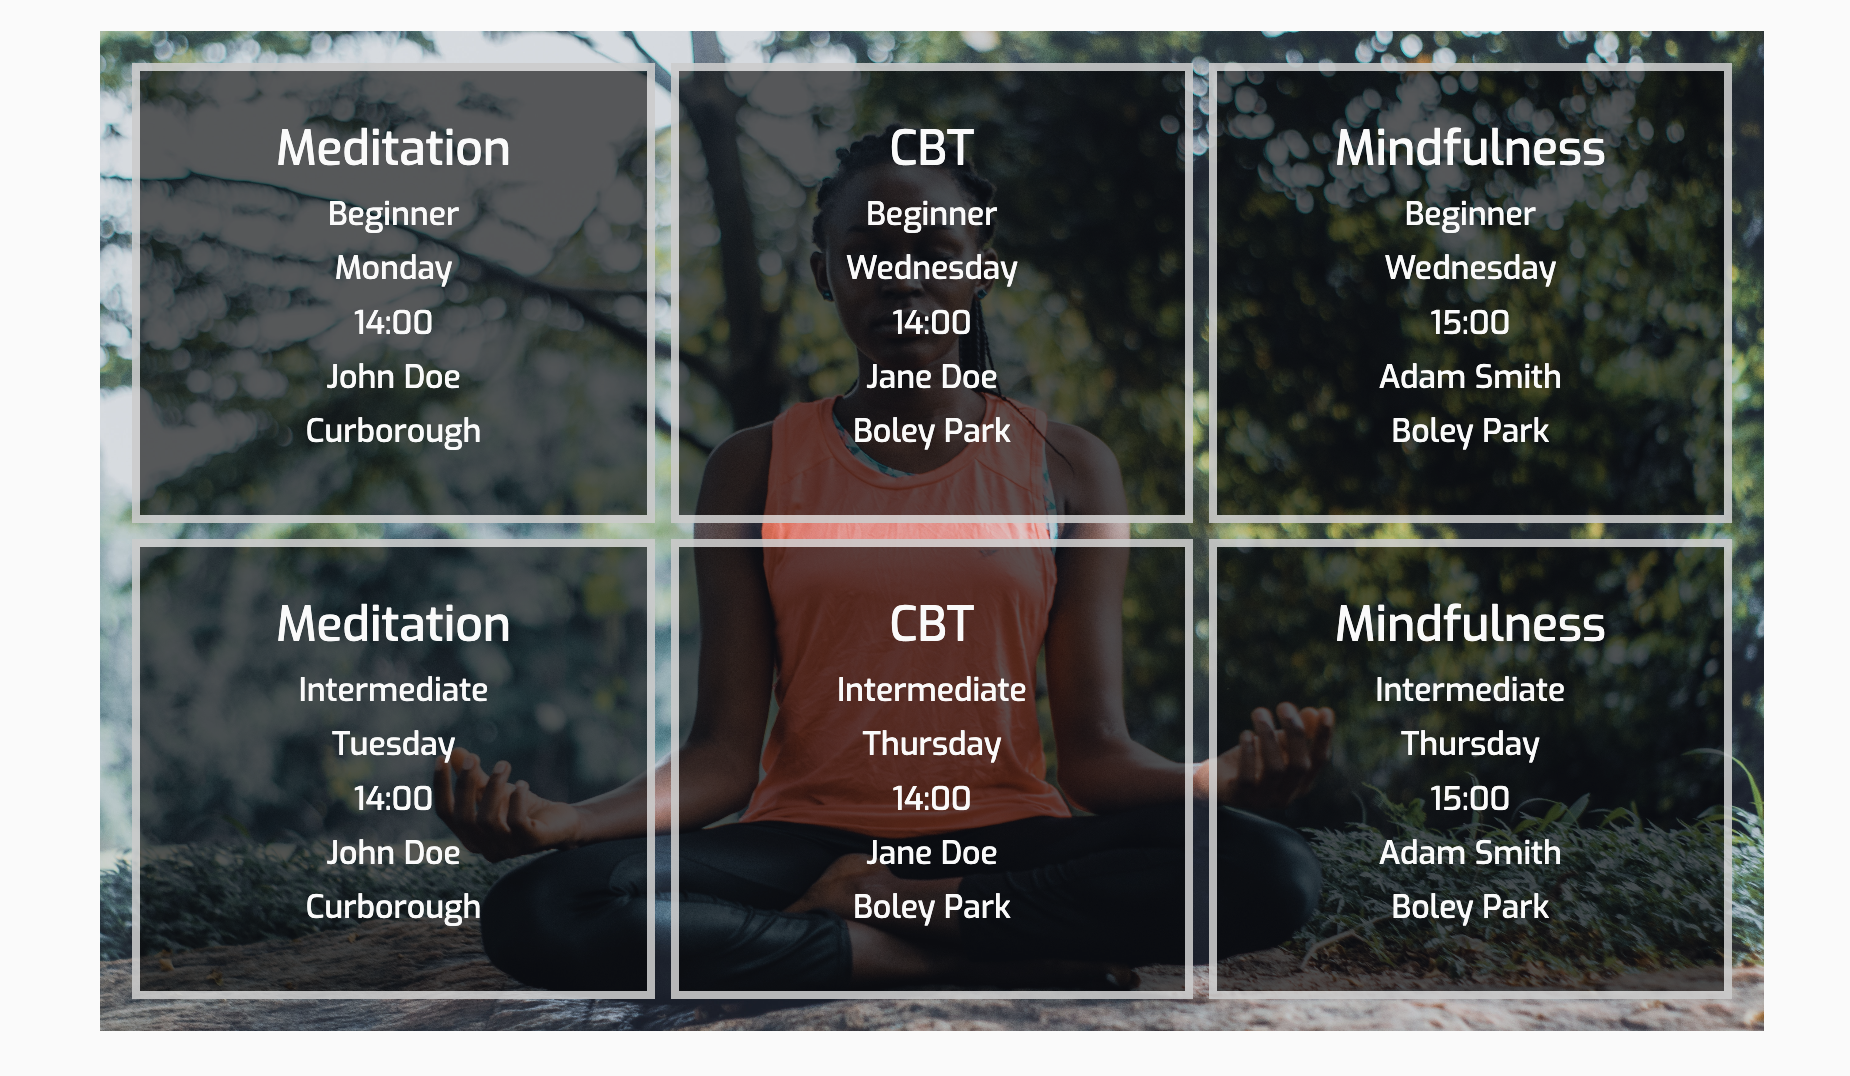 Meditation
Beginner
Monday
14:00
John Doe
Curborough
CBT
Beginner
Wednesday
14:00
Jane Doe
Boley Park
Mindfulness
Beginner
Wednesday
15:00
Adam Smith
Boley Park
Meditation
Intermediate
Tuesday
14:00
John Doe
Curborough
CBT
Intermediate
Thursday
14:00
Jane Doe
Boley Park
Mindfulness
Intermediate
Thursday
15:00
Adam Smith
Boley Park